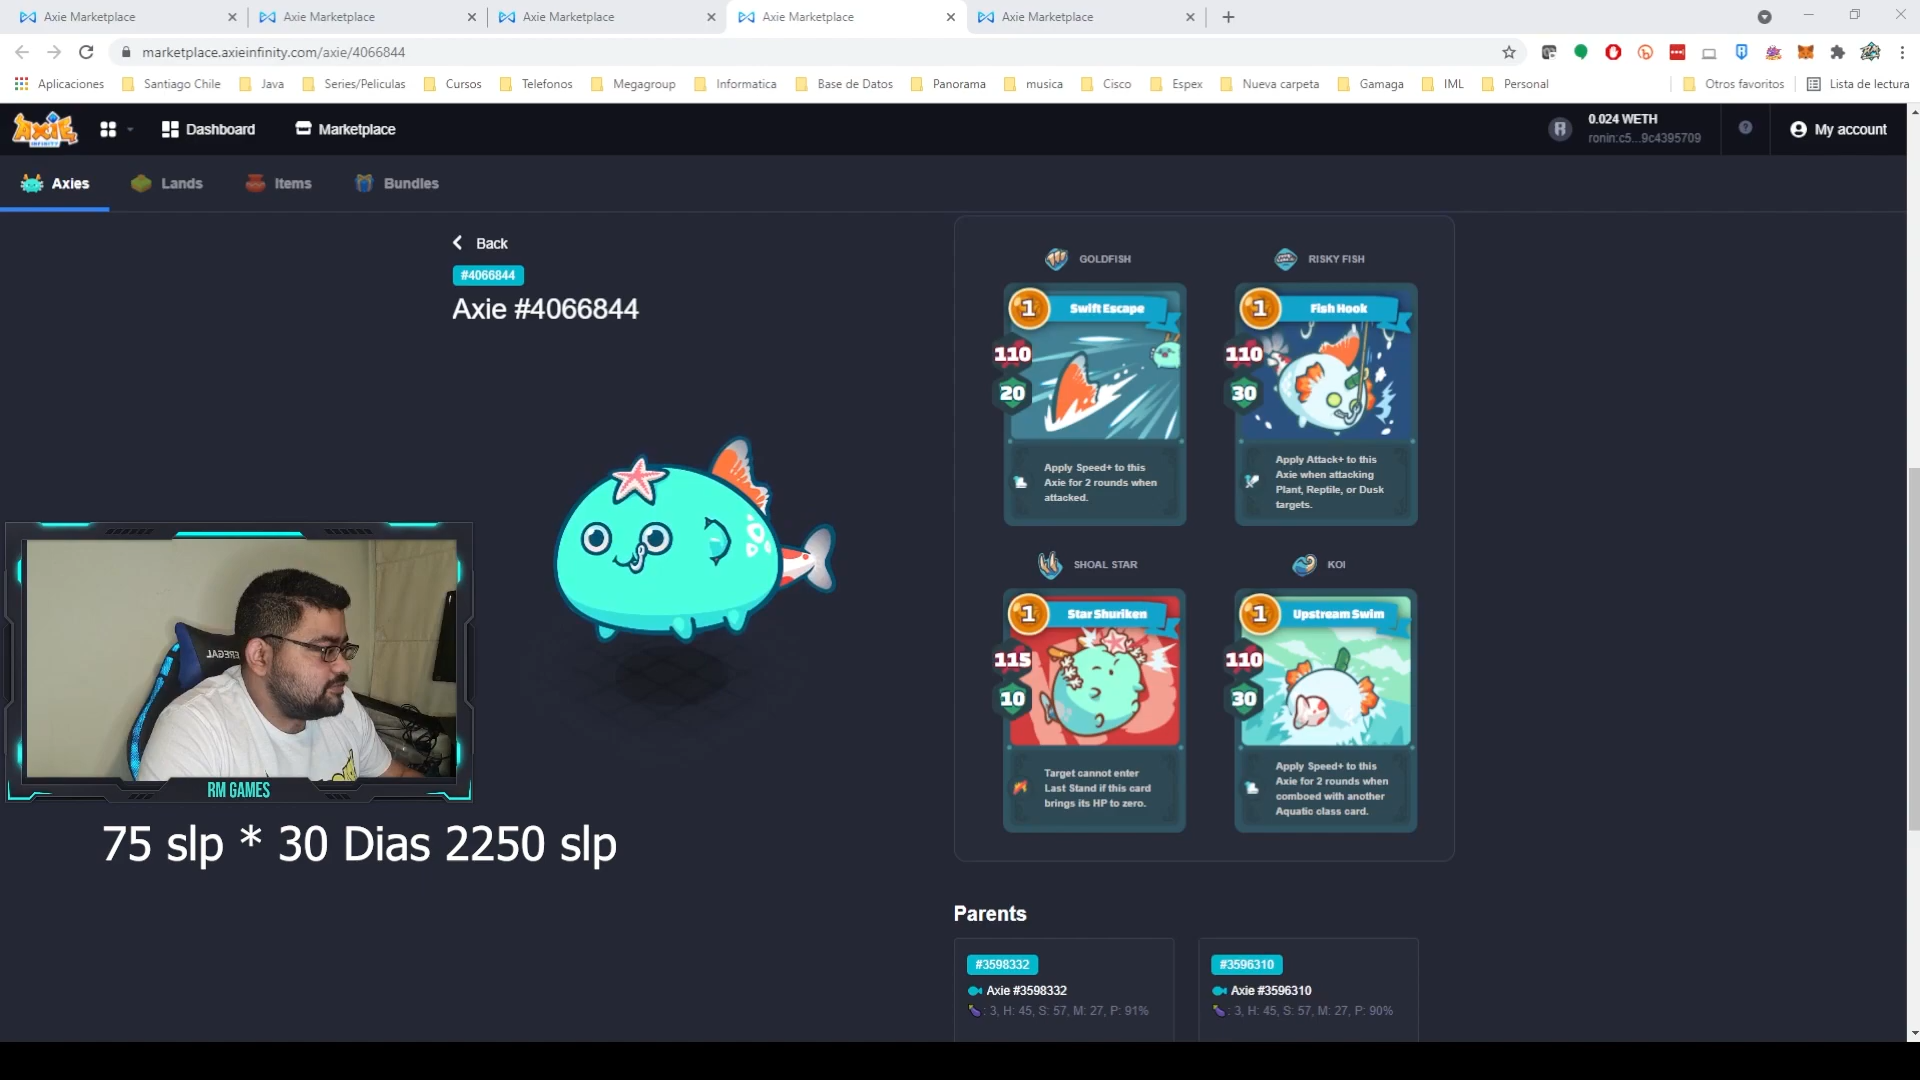 Axie Marketplace
Axie Marketplace
Axie Marketplace
Axie Marketplace
Axie Marketplace
marketplace.axieinfinity.com/axie/4066844
Aplicaciones Santiago Chile Java Series/Peliculas Cursos Telefonos Megagroup Informatica Base de Datos Panorama musica Cisco Espex Nueva carpeta Gamaga IML Personal Otros favoritos Lista de lectura
AXIE
INFINITY
Dashboard
Marketplace
0.024 WETH
ronin:c5...9c4395709
My account
Axies
Lands
Items
Bundles
Back
#4066844
Axie #4066844
GOLDFISH
1
Swift Escape
110
20
Apply Speed+ to this
Axie for 2 rounds when
attacked.
RISKY FISH
1
Fish Hook
110
30
Apply Attack+ to this
Axie when attacking
Plant, Reptile, or Dusk
targets.
SHOAL STAR
1
Star Shuriken
115
10
Target cannot enter
Last Stand if this card
brings its HP to zero.
KOI
1
Upstream Swim
110
30
Apply Speed+ to this
Axie for 2 rounds when
comboed with another
Aquatic class card.
RM GAMES
75 slp * 30 Dias 2250 slp
Parents
#3598332
Axie #3598332
: 3, H: 45, S: 57, M: 27, P: 91%
#3596310
Axie #3596310
: 3, H: 45, S: 57, M: 27, P: 90%